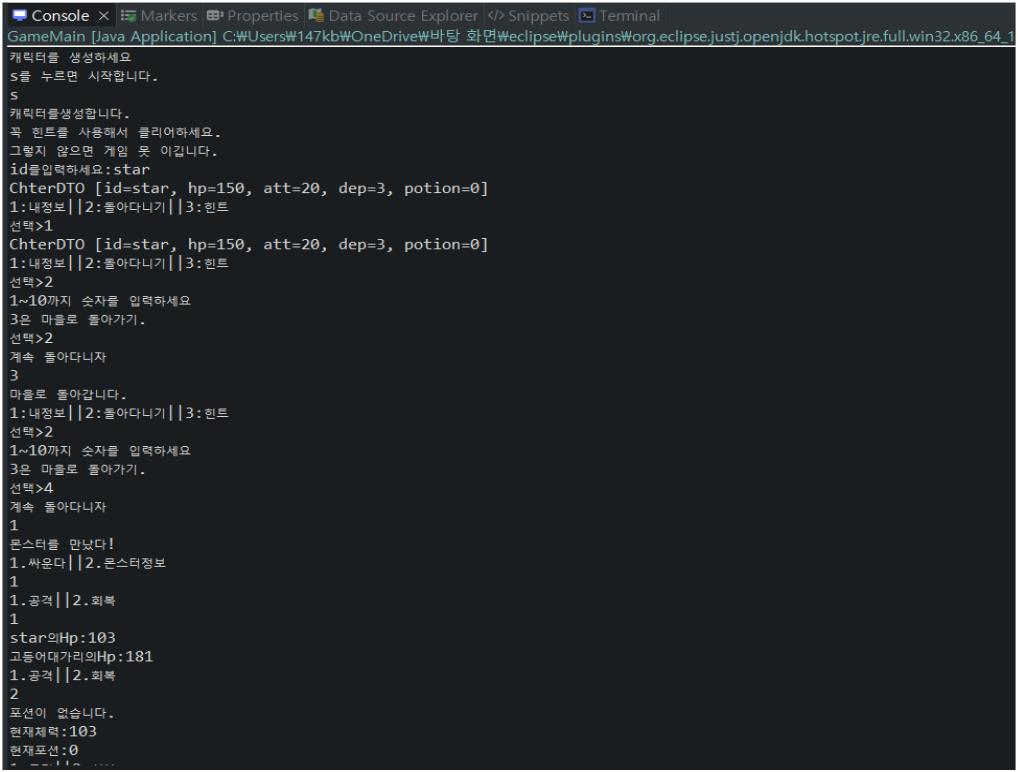 Console × Markers Properties Data Source Explorer Snippets Terminal
GameMain [Java Application] C:₩Users₩147kb₩OneDrive₩바탕 화면₩eclipse₩plugins₩org.eclipse.justj.openjdk.hotspot.jre.full.win32.x86_64_1
캐릭터를 생성하세요
s를 누르면 시작합니다.
s
캐릭터를생성합니다.
꼭 힌트를 사용해서 클리어하세요.
그렇지 않으면 게임 못 이깁니다.
id를입력하세요:star
ChterDTO [id=star, hp=150, att=20, dep=3, potion=0]
1:내정보||2:돌아다니기||3:힌트
선택>1
ChterDTO [id=star, hp=150, att=20, dep=3, potion=0]
1:내정보||2:돌아다니기||3:힌트
선택>2
1~10까지 숫자를 입력하세요
3은 마을로 돌아가기.
선택>2
계속 돌아다니자
3
마을로 돌아갑니다.
1:내정보||2:돌아다니기||3:힌트
선택>2
1~10까지 숫자를 입력하세요
3은 마을로 돌아가기.
선택>4
계속 돌아다니자
1
몬스터를 만났다!
1.싸운다||2.몬스터정보
1
1.공격||2.회복
1
star의Hp:103
고등어대가리의Hp:181
1.공격||2.회복
2
포션이 없습니다.
현재체력:103
현재포션:0